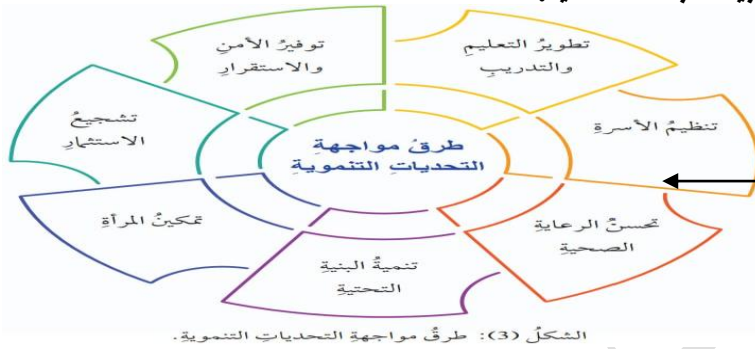 تطويرُ التعليمِ
والتدريبِ
توفيرُ الأمنِ
والاستقرارِ
تنظيمُ الأسرةِ
تشجيعُ
الاستثمارِ
طرقُ مواجهةِ
التحدياتِ التنمويةِ
تحسنُ الرعايةِ
الصحيةِ
تمكينُ المرأةِ
تنميةُ البنيةِ
التحتيةِ
الشكلُ (3): طرقُ مواجهةِ التحدياتِ التنمويةِ.